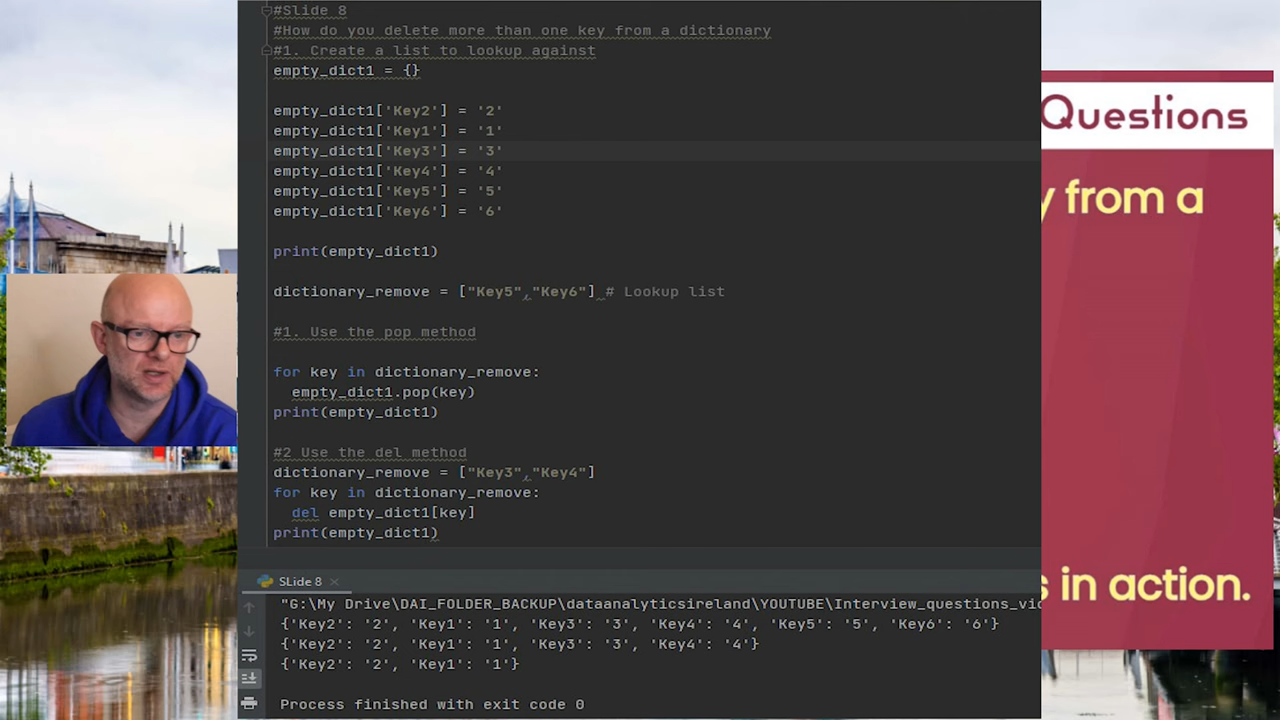 #Slide 8
#How do you delete more than one key from a dictionary
#1. Create a list to lookup against
empty_dict1 = {}
empty_dict1['Key2'] = '2'
empty_dict1['Key1'] = '1'
empty_dict1['Key3'] = '3'
empty_dict1['Key4'] = '4'
empty_dict1['Key5'] = '5'
empty_dict1['Key6'] = '6'
print(empty_dict1)
dictionary_remove = ["Key5","Key6"] # Lookup list
#1. Use the pop method
for key in dictionary_remove:
empty_dict1.pop(key)
print(empty_dict1)
#2 Use the del method
dictionary_remove = ["Key3","Key4"]
for key in dictionary_remove:
del empty_dict1[key]
print(empty_dict1)
SLide 8
"G:\My Drive\DAI_FOLDER_BACKUP\dataanalyticsireland\YOUTUBE\Interview_questions_vi
{'Key2': '2', 'Key1': '1', 'Key3': '3', 'Key4': '4', 'Key5': '5', 'Key6': '6'}
{'Key2': '2', 'Key1': '1', 'Key3': '3', 'Key4': '4'}
{'Key2': '2', 'Key1': '1'}
Process finished with exit code 0
Questions
y from a
s in action.